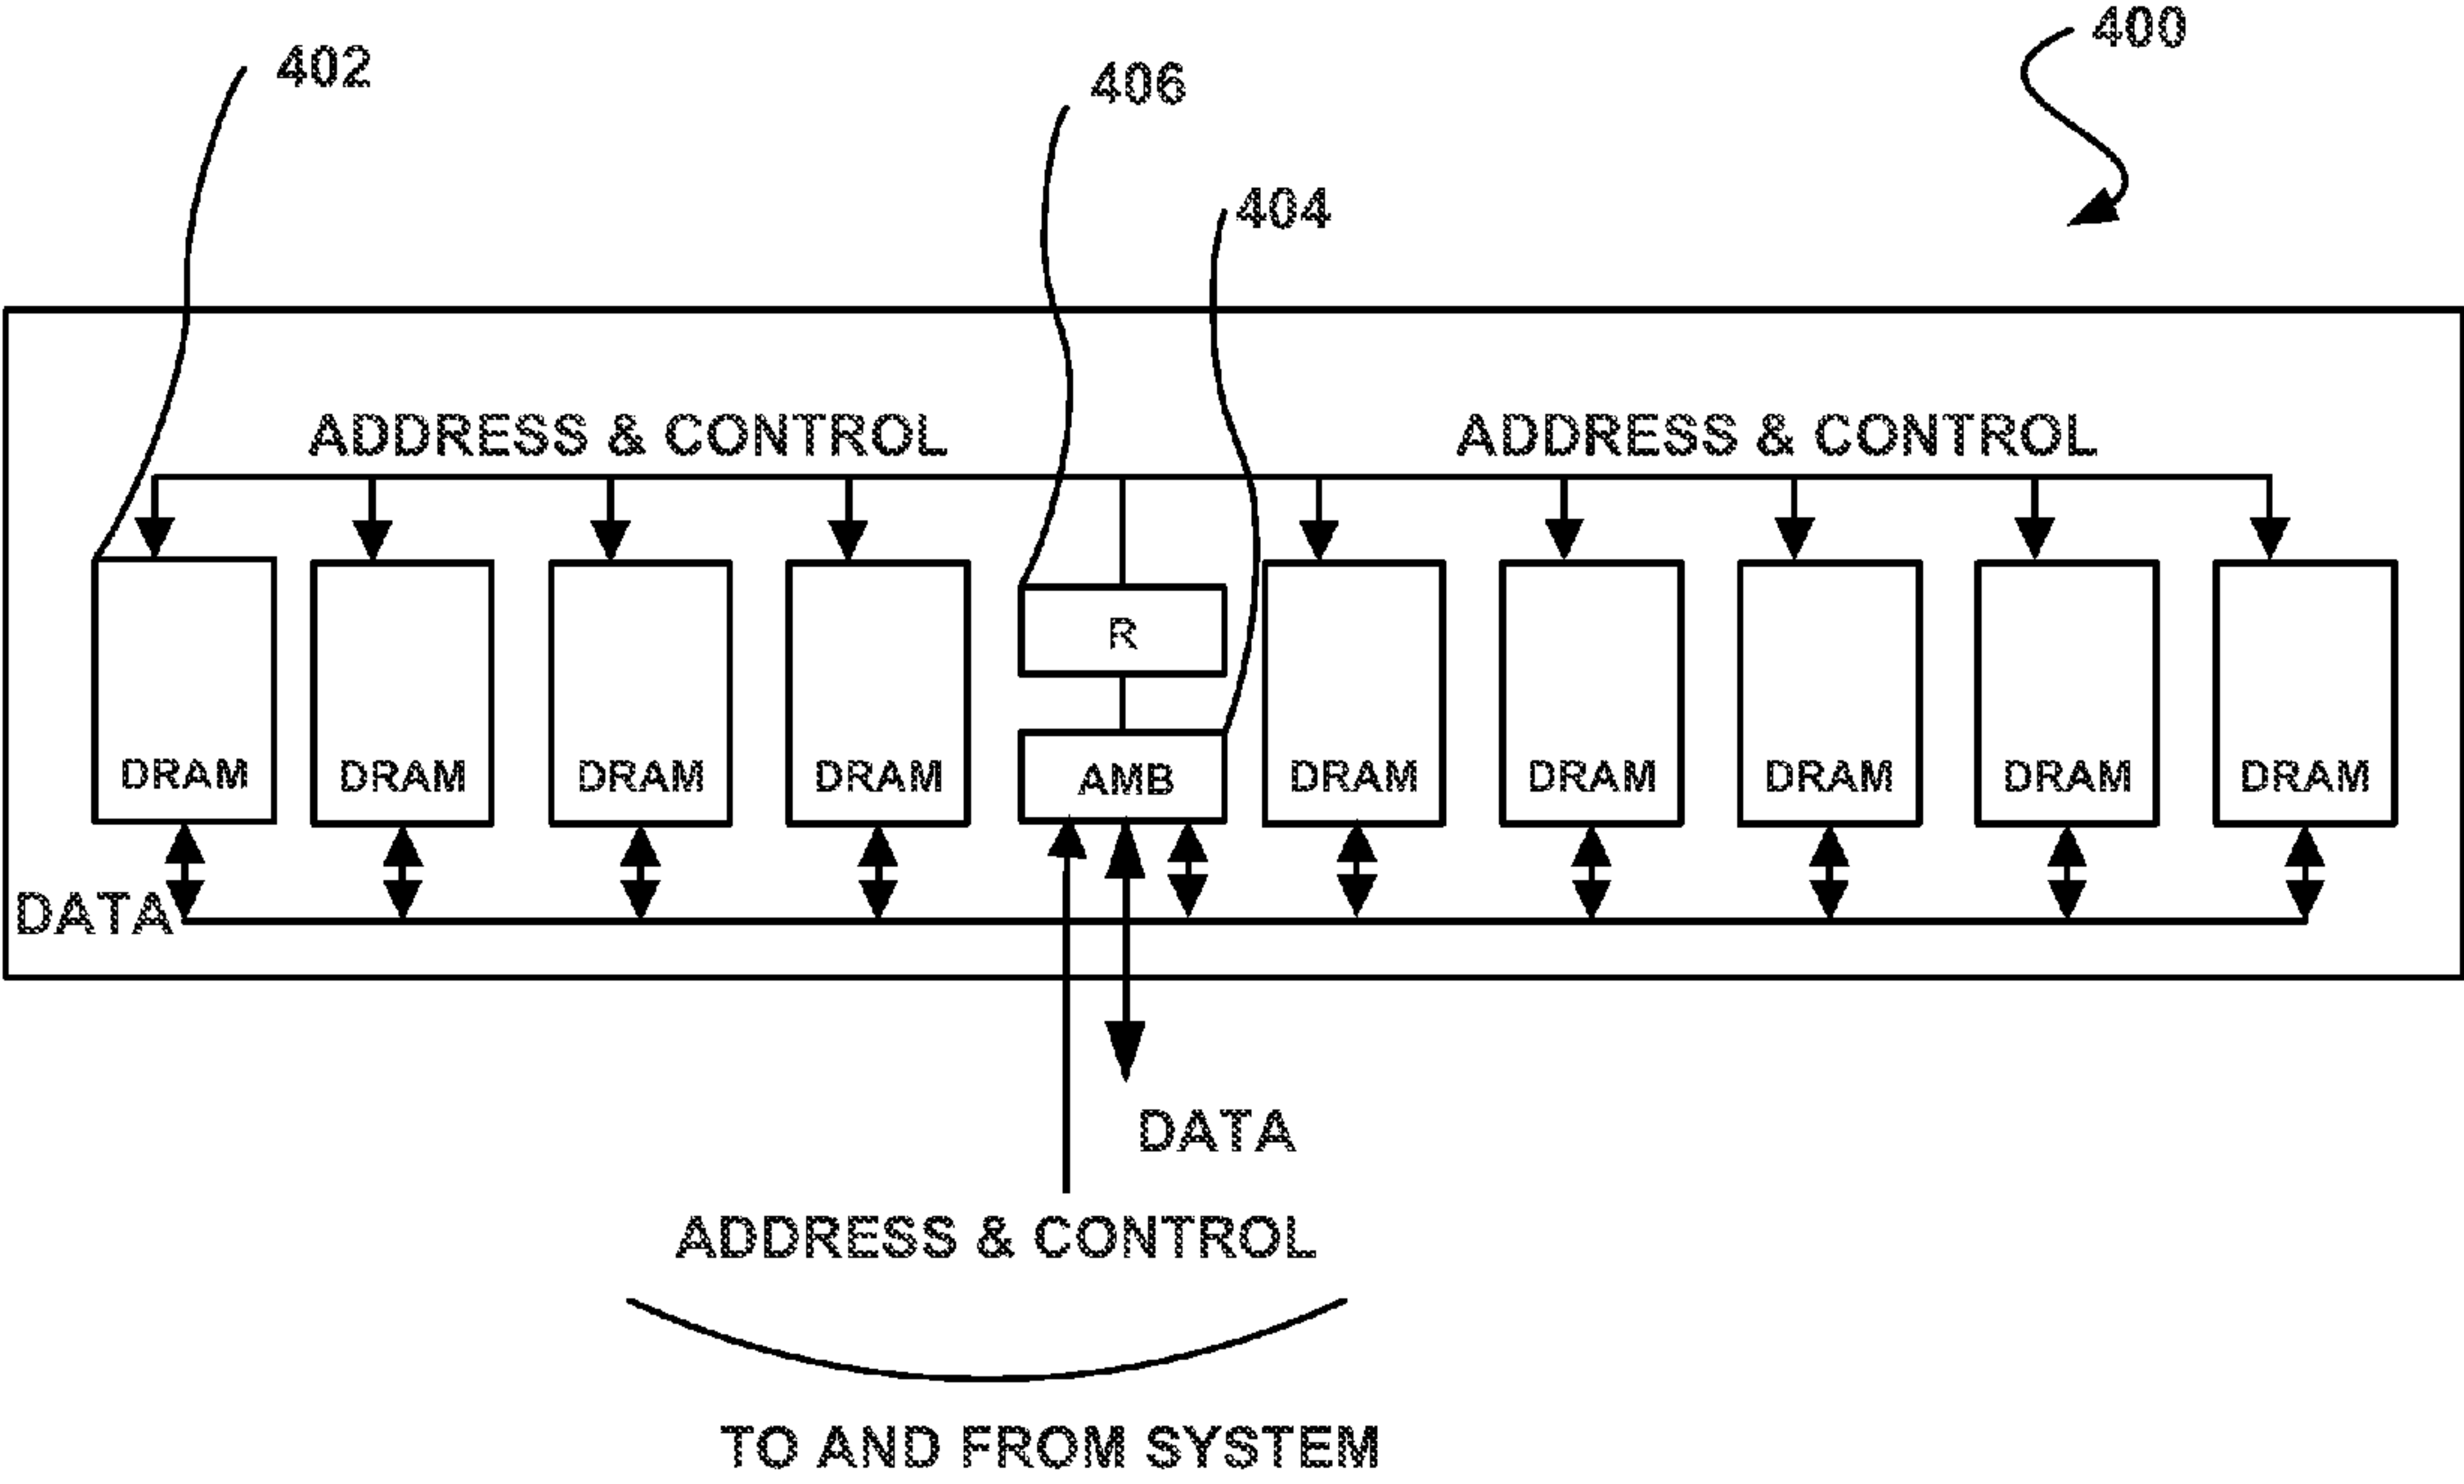 400
402
406
404
ADDRESS & CONTROL ADDRESS & CONTROL
R
DRAM DRAM DRAM DRAM AMB DRAM DRAM DRAM DRAM DRAM
DATA
DATA
ADDRESS & CONTROL
TO AND FROM SYSTEM